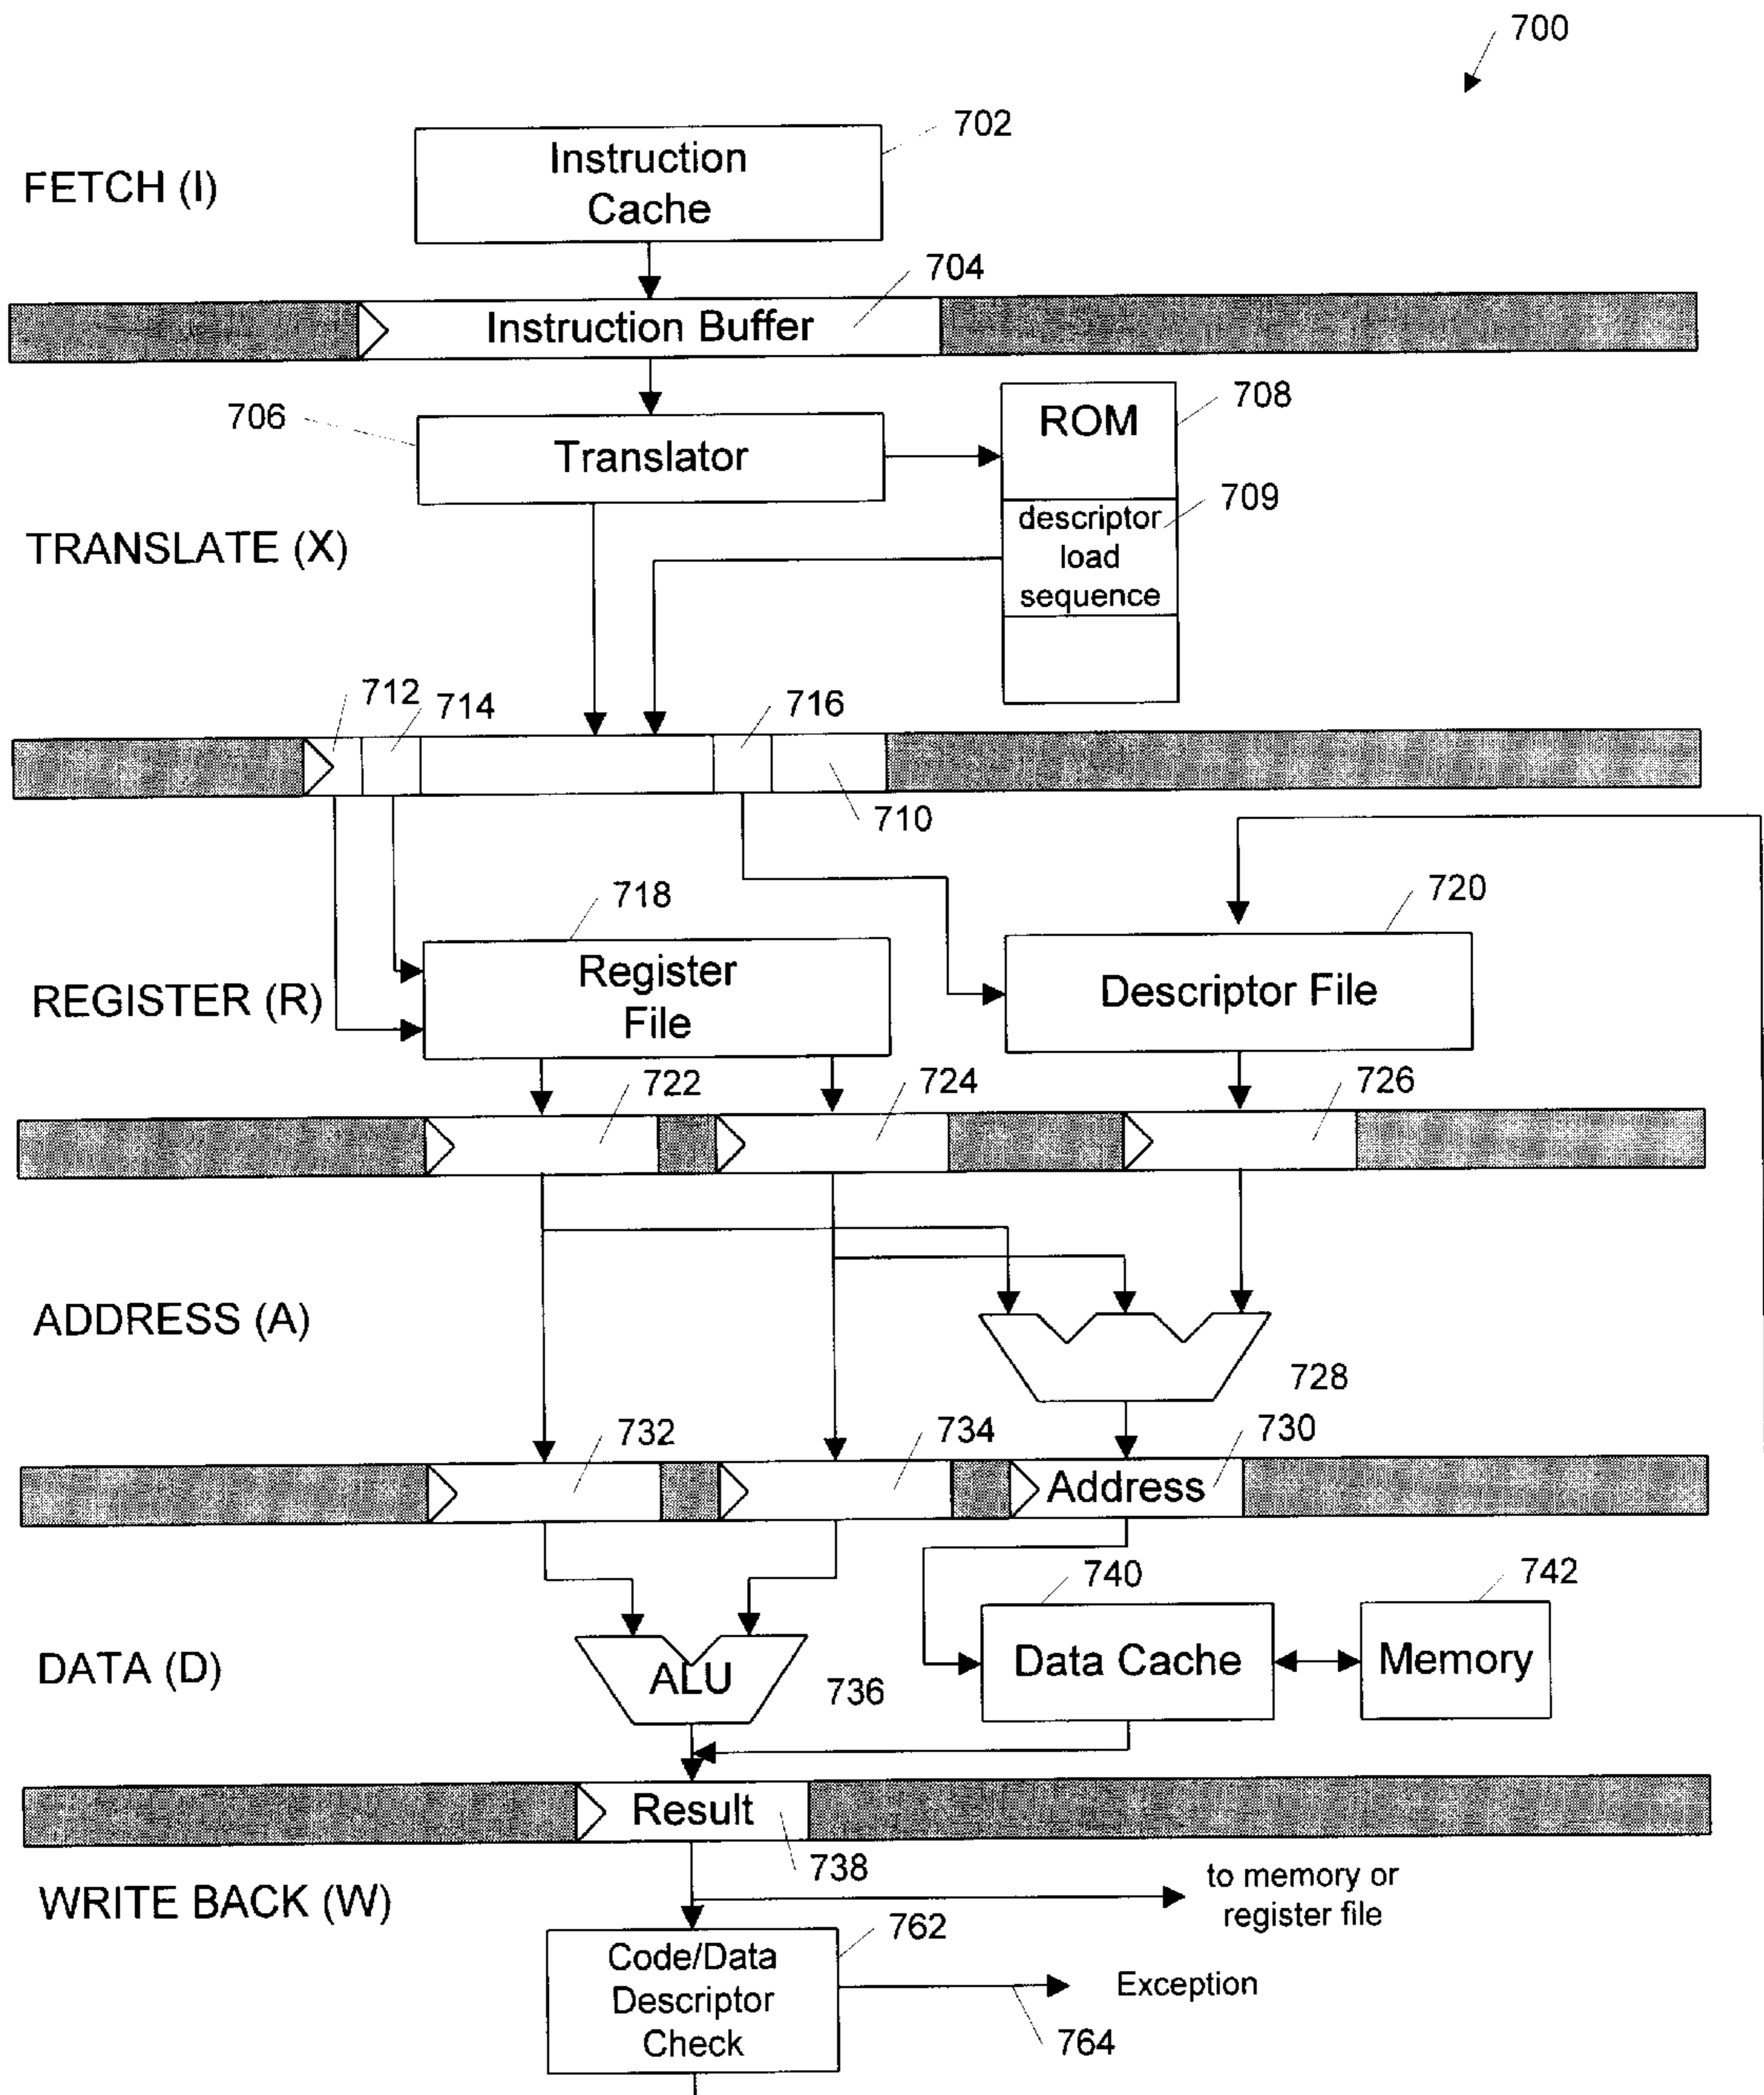 700
702
Instruction
Cache
FETCH (I)
704
Instruction Buffer
706
Translator
708
ROM
709
descriptor
load
sequence
TRANSLATE (X)
712
714
716
710
718
720
Register
File
Descriptor File
REGISTER (R)
722
724
726
ADDRESS (A)
728
732
734
730
Address
740
742
DATA (D)
ALU
736
Data Cache
Memory
Result
738
WRITE BACK (W)
to memory or
register file
762
Code/Data
Descriptor
Check
Exception
764